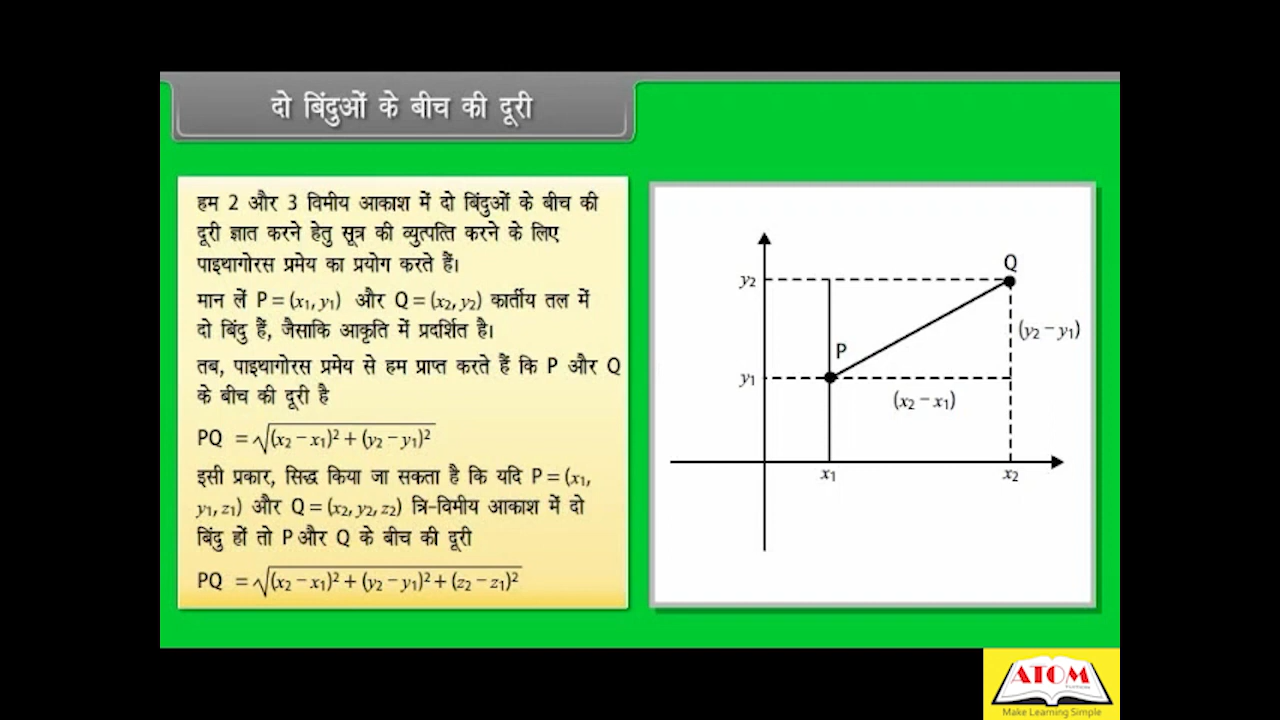 दो बिंदुओं के बीच की दूरी
हम 2 और 3 विमीय आकाश में दो बिंदुओं के बीच की
दूरी ज्ञात करने हेतु सूत्र की व्युत्पत्ति करने के लिए
पाइथागोरस प्रमेय का प्रयोग करते हैं।
मान लें P = (x₁, y₁) और Q = (x₂, y₂) कार्तीय तल में
दो बिंदु हैं, जैसाकि आकृति में प्रदर्शित है।
तब, पाइथागोरस प्रमेय से हम प्राप्त करते हैं कि P और Q
के बीच की दूरी है
PQ = √(x₂ − x₁)² + (y₂ − y₁)²
इसी प्रकार, सिद्ध किया जा सकता है कि यदि P = (x₁,
y₁, z₁) और Q = (x₂, y₂, z₂) त्रि-विमीय आकाश में दो
बिंदु हों तो P और Q के बीच की दूरी
PQ = √(x₂ − x₁)² + (y₂ − y₁)² + (z₂ − z₁)²
Q
y₂
(y₂ − y₁)
P
y₁
(x₂ − x₁)
x₁
x₂
ATOM
Make Learning Simple